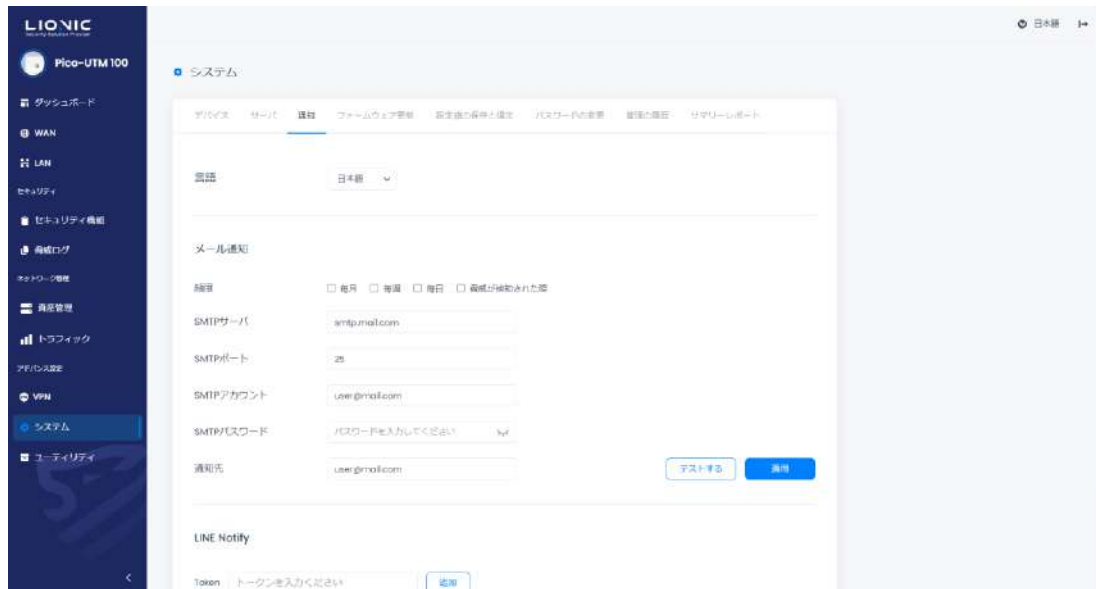 LIONIC
Security Solution Provider
日本語
Pico-UTM 100
システム
ダッシュボード
WAN
LAN
セキュリティ
セキュリティ機能
脅威ログ
ネットワーク管理
資産管理
トラフィック
アドバンス設定
VPN
システム
ユーティリティ
デバイス サーバ 通知 ファームウェア更新 設定値の保存と復元 パスワードの変更 管理の履歴 サマリーレポート
言語 日本語
メール通知
頻度 毎月 毎週 毎日 脅威が検知された際
SMTPサーバ smtp.mail.com
SMTPポート 25
SMTPアカウント user@mail.com
SMTPパスワード パスワードを入力してください
通知先 user@mail.com テストする 適用
LINE Notify
Token トークンを入力ください 追加